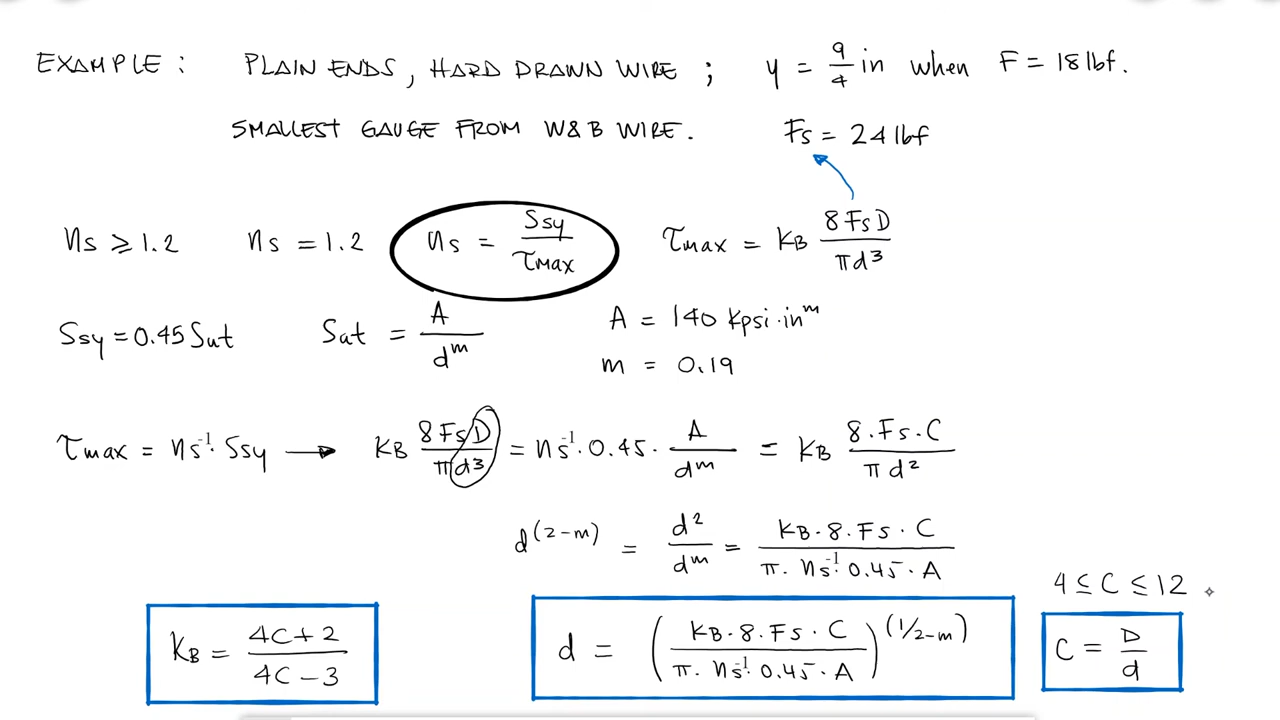 EXAMPLE : PLAIN ENDS, HARD DRAWN WIRE ; y = 9/4 in when F = 18 lbf.
SMALLEST GAUGE FROM W&B WIRE. Fs = 24 lbf
ns ≥ 1.2 ns = 1.2 ns = Ssy/τmax τmax = KB 8FsD/πd³
Ssy = 0.45 Sut Sut = A/d^m A = 140 Kpsi·in^m
m = 0.19
τmax = ns⁻¹· Ssy → KB 8FsD/πd³ = ns⁻¹·0.45· A/d^m = KB 8·Fs·C/πd²
d^(2-m) = d²/d^m = KB·8·Fs·C/π·ns⁻¹·0.45·A
4 ≤ C ≤ 12
KB = 4C+2/4C-3 d = (KB·8·Fs·C/π·ns⁻¹·0.45·A)^(1/2-m) C = D/d